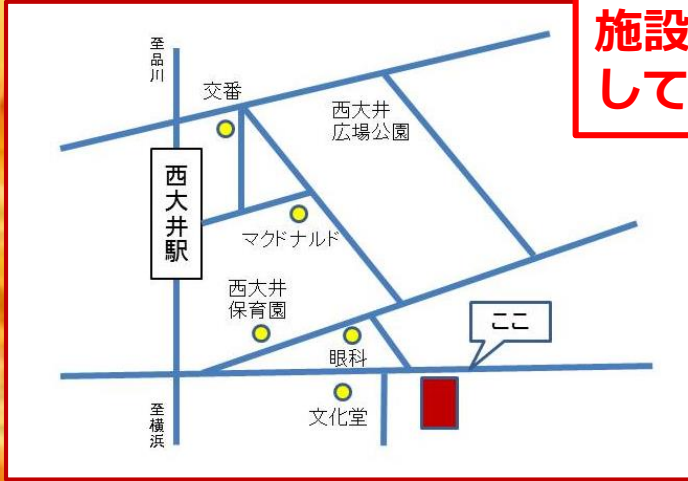 施設
して
至品川
交番
西大井
広場公園
西大井駅
マクドナルド
西大井
保育園
ここ
眼科
文化堂
至横浜